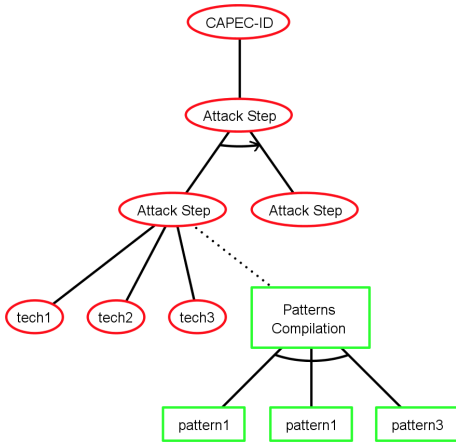 CAPEC-ID
Attack Step
Attack Step
Attack Step
tech1
tech2
tech3
Patterns
Compilation
pattern1
pattern1
pattern3